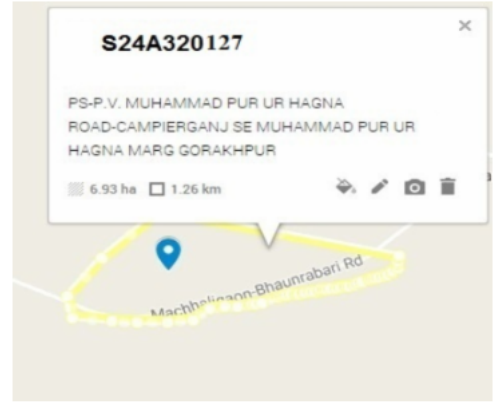 S24A320127
PS-P.V. MUHAMMAD PUR UR HAGNA
ROAD-CAMPIERGANJ SE MUHAMMAD PUR UR
HAGNA MARG GORAKHPUR
6.93 ha 1.26 km
Machhaligaon-Bhaunrabari Rd